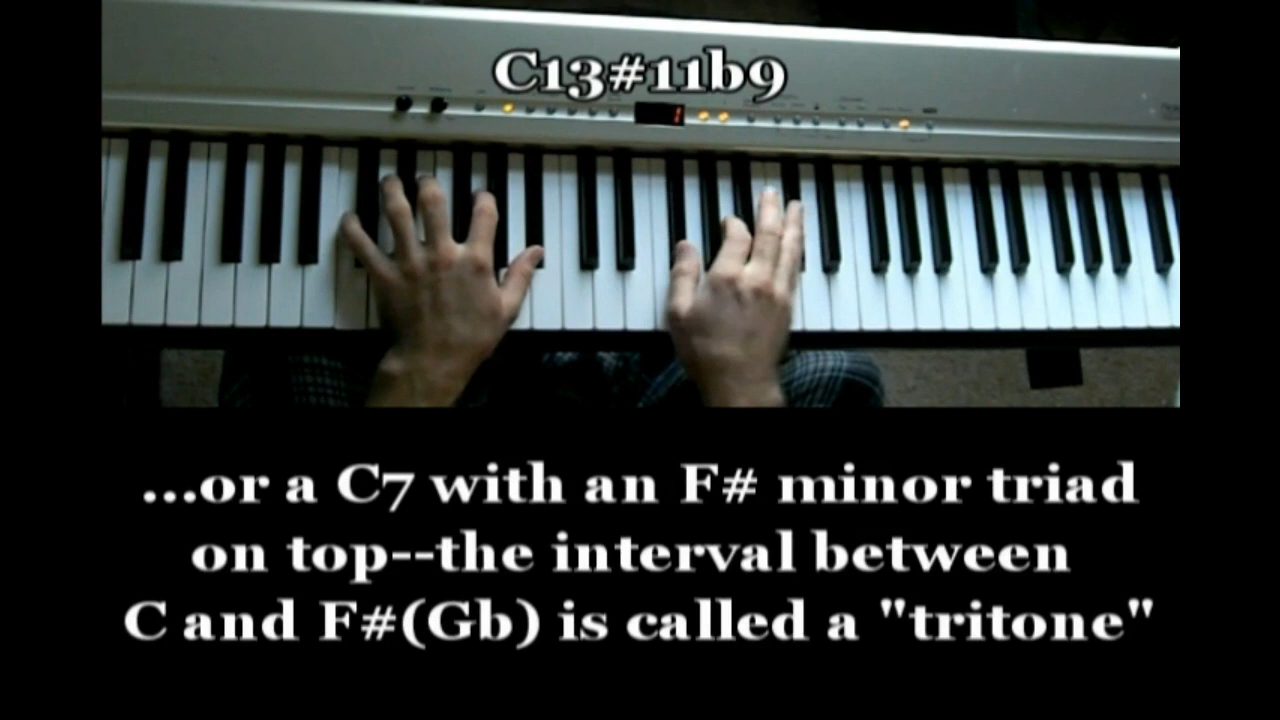 C13#11b9
...or a C7 with an F# minor triad
on top--the interval between
C and F#(Gb) is called a "tritone"